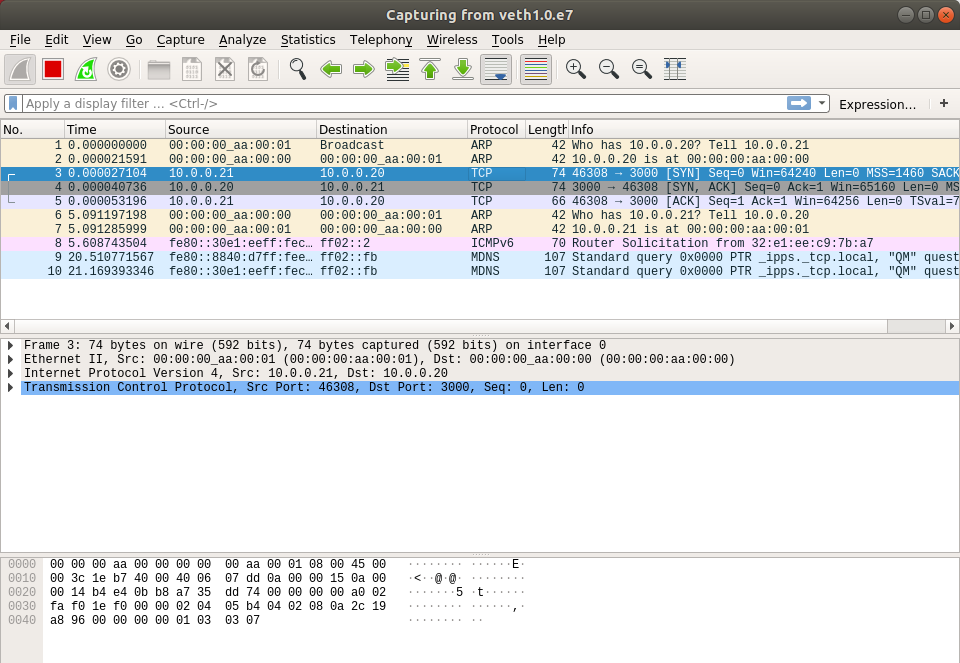 Capturing from veth1.0.e7
File Edit View Go Capture Analyze Statistics Telephony Wireless Tools Help
Apply a display filter ... <Ctrl-/> Expression... +
No. Time Source Destination Protocol Length Info
1 0.000000000 00:00:00_aa:00:01 Broadcast ARP 42 Who has 10.0.0.20? Tell 10.0.0.21
2 0.000021591 00:00:00_aa:00:00 00:00:00_aa:00:01 ARP 42 10.0.0.20 is at 00:00:00:aa:00:00
3 0.000027104 10.0.0.21 10.0.0.20 TCP 74 46308 → 3000 [SYN] Seq=0 Win=64240 Len=0 MSS=1460 SACK
4 0.000040736 10.0.0.20 10.0.0.21 TCP 74 3000 → 46308 [SYN, ACK] Seq=0 Ack=1 Win=65160 Len=0 MS
5 0.000053196 10.0.0.21 10.0.0.20 TCP 66 46308 → 3000 [ACK] Seq=1 Ack=1 Win=64256 Len=0 TSval=7
6 5.091197198 00:00:00_aa:00:00 00:00:00_aa:00:01 ARP 42 Who has 10.0.0.21? Tell 10.0.0.20
7 5.091285999 00:00:00_aa:00:01 00:00:00_aa:00:00 ARP 42 10.0.0.21 is at 00:00:00:aa:00:01
8 5.608743504 fe80::30e1:eeff:fec… ff02::2 ICMPv6 70 Router Solicitation from 32:e1:ee:c9:7b:a7
9 20.510771567 fe80::8840:d7ff:fee… ff02::fb MDNS 107 Standard query 0x0000 PTR _ipps._tcp.local, "QM" quest
10 21.169393346 fe80::30e1:eeff:fec… ff02::fb MDNS 107 Standard query 0x0000 PTR _ipps._tcp.local, "QM" quest
Frame 3: 74 bytes on wire (592 bits), 74 bytes captured (592 bits) on interface 0
Ethernet II, Src: 00:00:00_aa:00:01 (00:00:00:aa:00:01), Dst: 00:00:00_aa:00:00 (00:00:00:aa:00:00)
Internet Protocol Version 4, Src: 10.0.0.21, Dst: 10.0.0.20
Transmission Control Protocol, Src Port: 46308, Dst Port: 3000, Seq: 0, Len: 0
0000 00 00 00 aa 00 00 00 00 00 aa 00 01 08 00 45 00 ········ ······E·
0010 00 3c 1e b7 40 00 40 06 07 dd 0a 00 00 15 0a 00 ·<··@·@· ········
0020 00 14 b4 e4 0b b8 a7 35 dd 74 00 00 00 00 a0 02 ·······5 ·t······
0030 fa f0 1e f0 00 00 02 04 05 b4 04 02 08 0a 2c 19 ········ ······,·
0040 a8 96 00 00 00 00 01 03 03 07 ········ ··